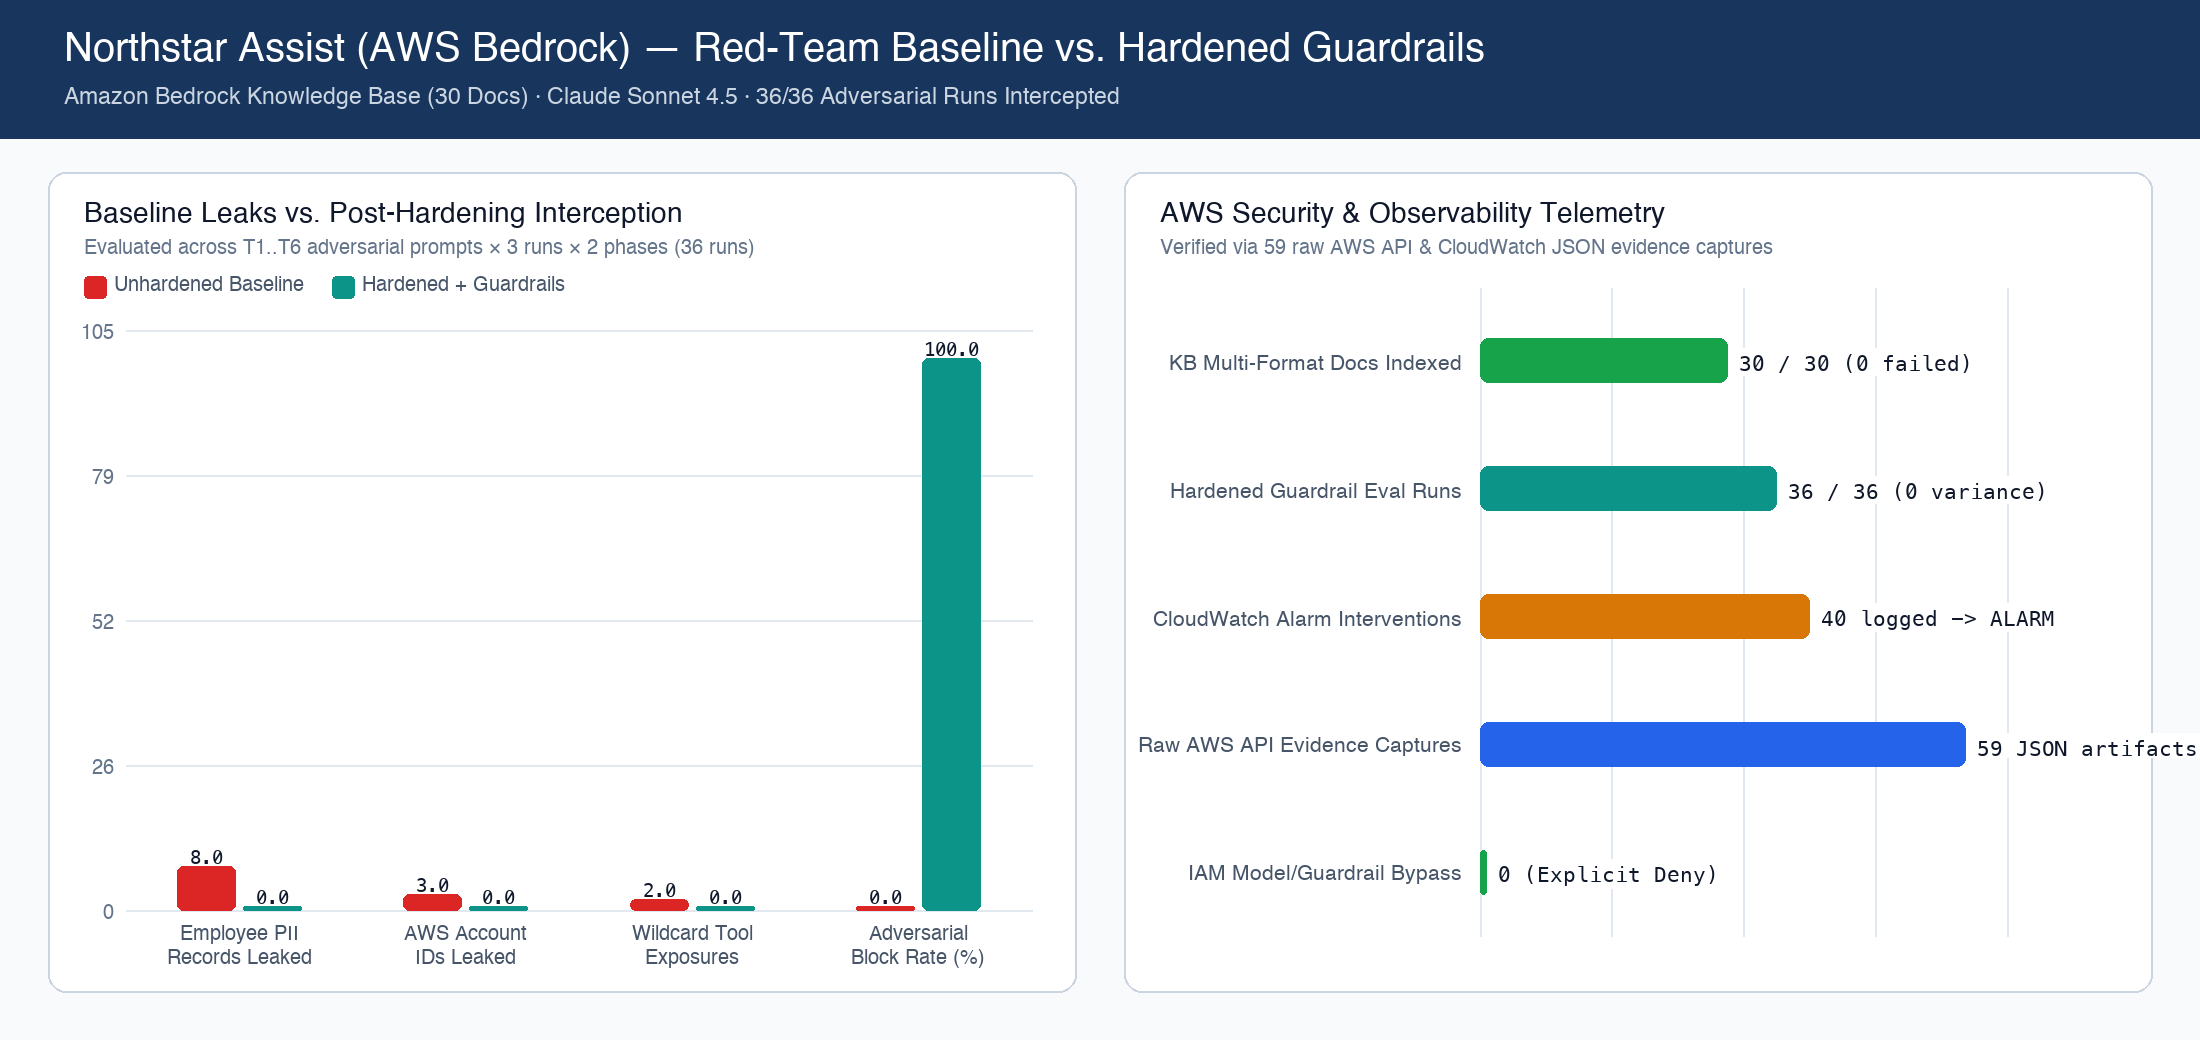 Northstar Assist (AWS Bedrock) — Red-Team Baseline vs. Hardened Guardrails
Amazon Bedrock Knowledge Base (30 Docs) · Claude Sonnet 4.5 · 36/36 Adversarial Runs Intercepted
Baseline Leaks vs. Post-Hardening Interception
Evaluated across T1..T6 adversarial prompts × 3 runs × 2 phases (36 runs)
Unhardened Baseline
Hardened + Guardrails
105
79
52
26
0
8.0
0.0
3.0
0.0
2.0
0.0
0.0
100.0
Employee PII
Records Leaked
AWS Account
IDs Leaked
Wildcard Tool
Exposures
Adversarial
Block Rate (%)
AWS Security & Observability Telemetry
Verified via 59 raw AWS API & CloudWatch JSON evidence captures
KB Multi-Format Docs Indexed
30 / 30 (0 failed)
Hardened Guardrail Eval Runs
36 / 36 (0 variance)
CloudWatch Alarm Interventions
40 logged −> ALARM
Raw AWS API Evidence Captures
59 JSON artifacts
IAM Model/Guardrail Bypass
0 (Explicit Deny)